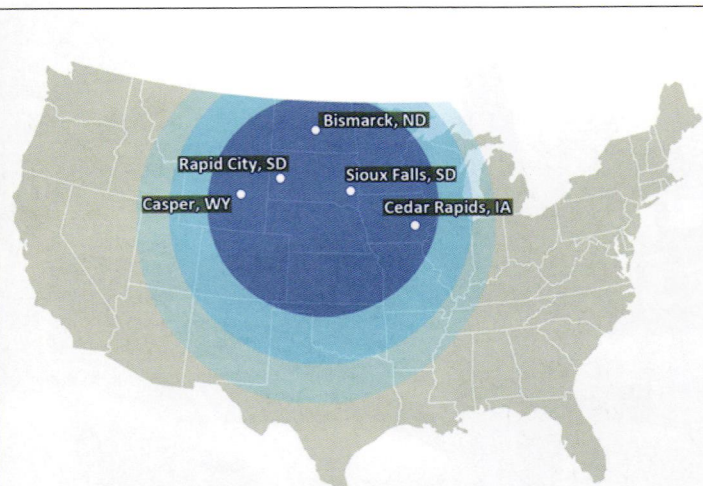 Bismarck, ND
Rapid City, SD
Sioux Falls, SD
Casper, WY
Cedar Rapids, IA